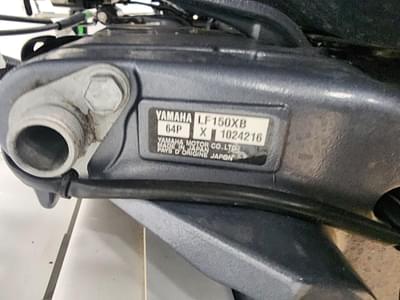 YAMAHA LF150XB
64P X 1024216
YAMAHA MOTOR CO.,LTD.
MADE IN JAPAN
PAYS D'ORIGINE JAPON